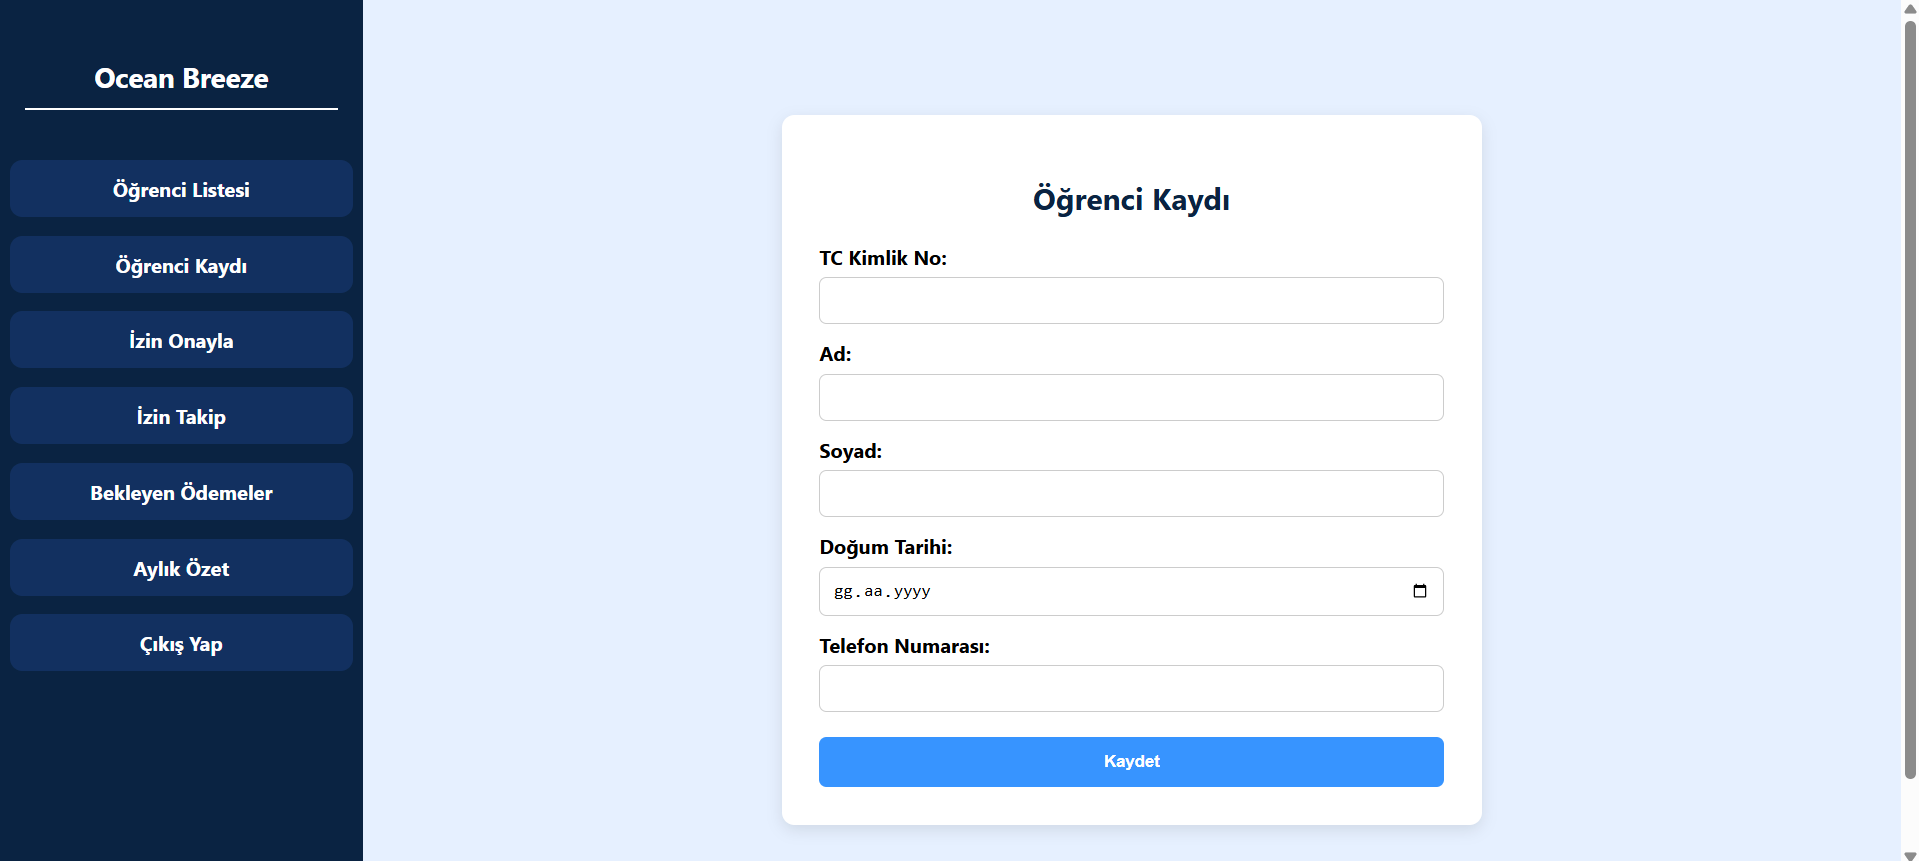 Ocean Breeze
Öğrenci Listesi
Öğrenci Kaydı
İzin Onayla
İzin Takip
Bekleyen Ödemeler
Aylık Özet
Çıkış Yap
Öğrenci Kaydı
TC Kimlik No:
Ad:
Soyad:
Doğum Tarihi:
gg.aa.yyyy
Telefon Numarası:
Kaydet